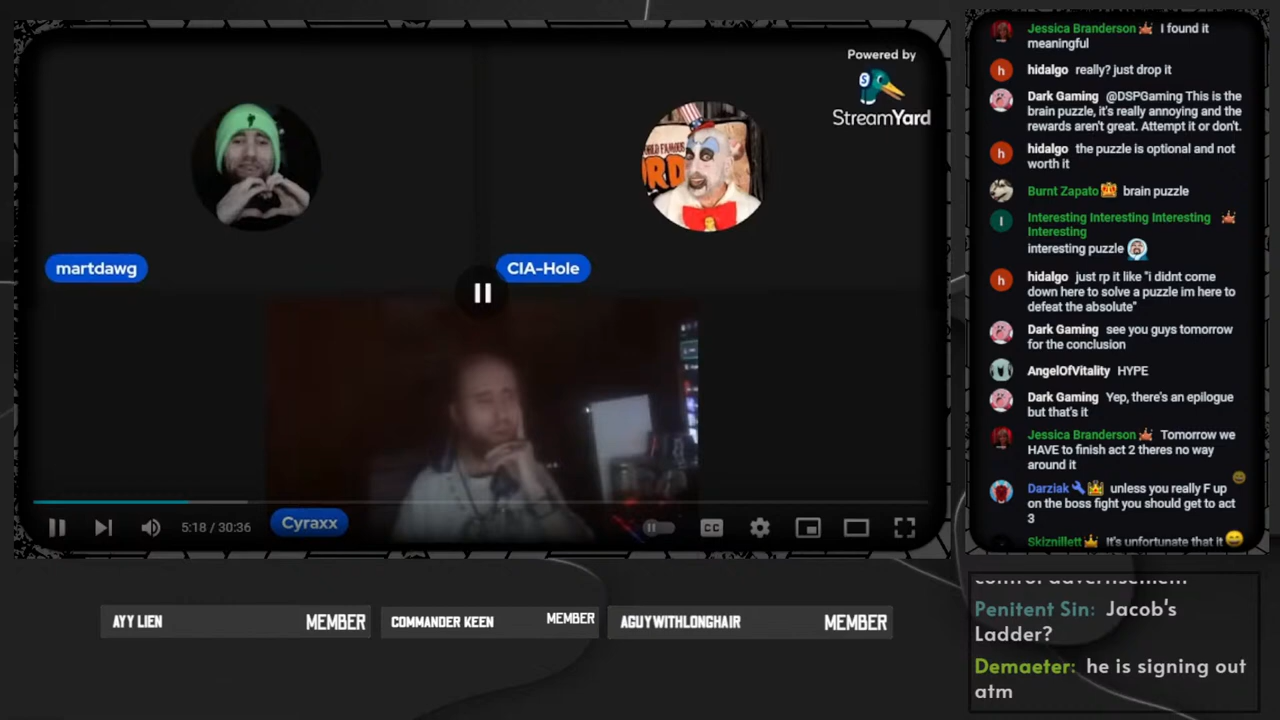 Powered by
S
StreamYard
martdawg
CIA-Hole
5:18 / 30:36
Cyraxx
CC
AYY LIEN
MEMBER
COMMANDER KEEN
MEMBER
AGUYWITHLONGHAIR
MEMBER
Jessica Branderson I found it
meaningful
h
hidalgo really? just drop it
Dark Gaming @DSPGaming This is the
brain puzzle, it's really annoying and the
rewards aren't great. Attempt it or don't.
h
hidalgo the puzzle is optional and not
worth it
Burnt Zapato brain puzzle
I
Interesting Interesting Interesting
Interesting
interesting puzzle
h
hidalgo just rp it like "i didnt come
down here to solve a puzzle im here to
defeat the absolute"
Dark Gaming see you guys tomorrow
for the conclusion
AngelOfVitality HYPE
Dark Gaming Yep, there's an epilogue
but that's it
Jessica Branderson Tomorrow we
HAVE to finish act 2 theres no way
around it
Darziak unless you really F up
on the boss fight you should get to act
3
Skiznillett It's unfortunate that it
control advertisement
Penitent Sin: Jacob's
Ladder?
Demaeter: he is signing out
atm